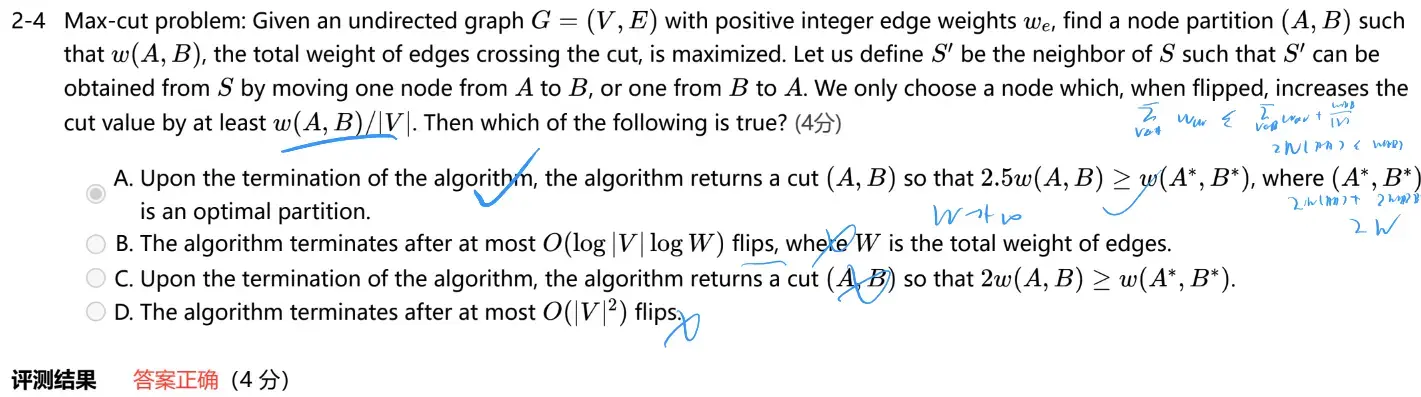 2-4 Max-cut problem: Given an undirected graph G = (V, E) with positive integer edge weights wₑ, find a node partition (A, B) such
that w(A, B), the total weight of edges crossing the cut, is maximized. Let us define S′ be the neighbor of S such that S′ can be
obtained from S by moving one node from A to B, or one from B to A. We only choose a node which, when flipped, increases the
cut value by at least w(A, B)/|V|. Then which of the following is true? (4分)
A. Upon the termination of the algorithm, the algorithm returns a cut (A, B) so that 2.5w(A, B) ≥ w(A*, B*), where (A*, B*)
is an optimal partition.
B. The algorithm terminates after at most O(log |V| log W) flips, where W is the total weight of edges.
C. Upon the termination of the algorithm, the algorithm returns a cut (A, B) so that 2w(A, B) ≥ w(A*, B*).
D. The algorithm terminates after at most O(|V|²) flips.
评测结果 答案正确 (4 分)